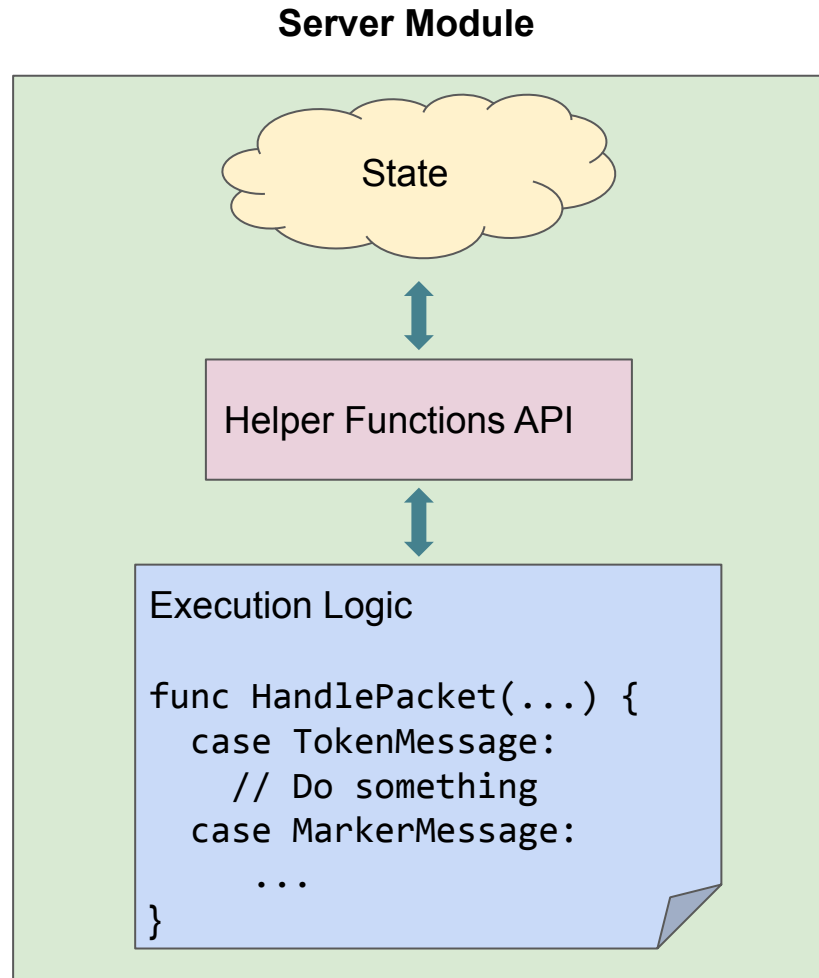 Server Module
State
Helper Functions API
Execution Logic
func HandlePacket(...) {
  case TokenMessage:
    // Do something
  case MarkerMessage:
     ...
}